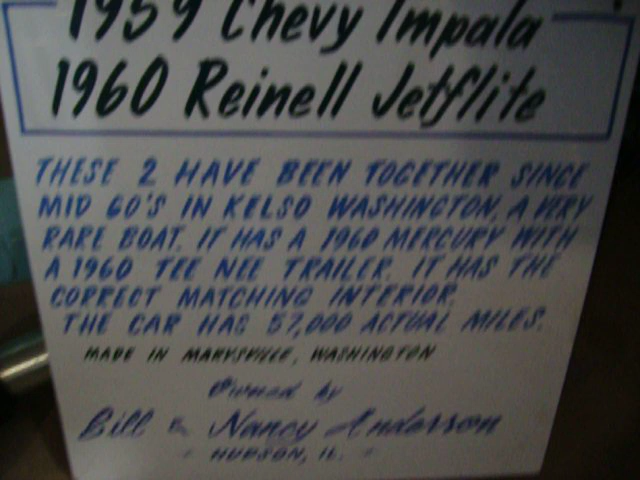 1959 Chevy Impala
1960 Reinell Jetflite
THESE 2 HAVE BEEN TOGETHER SINCE
MID 60'S IN KELSO WASHINGTON. A VERY
RARE BOAT. IT HAS A 1960 MERCURY WITH
A 1960 TEE NEE TRAILER. IT HAS THE
CORRECT MATCHING INTERIOR.
THE CAR HAS 57,000 ACTUAL MILES.
MADE IN MARYSVILLE, WASHINGTON
Owned by
Bill & Nancy Anderson
- HUDSON, IL. -